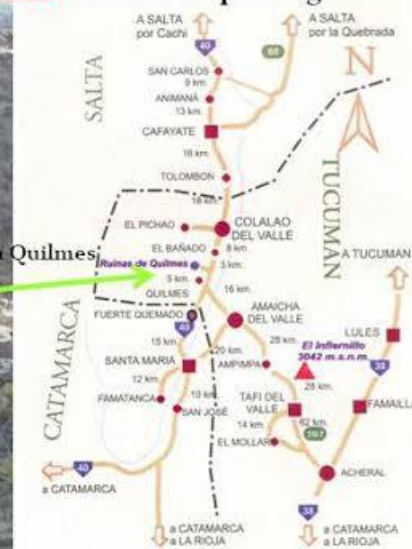 A SALTA
por Cachi
A SALTA
por la Quebrada
40
68
N
SAN CARLOS
9 km.
SALTA
ANIMANÁ
13 km.
CAFAYATE
18 km.
TOLOMBON
18 km.
TUCUMÁN
EL PICHAO
COLALAO
DEL VALLE
EL BAÑADO
8 km.
Quilmes
Ruinas de Quilmes
3 km.
A TUCUMAN
5 km.
QUILMES
16 km.
FUERTE QUEMADO
AMAICHA
DEL VALLE
40
LULES
CATAMARCA
15 km.
28 km.
El Infiernillo
3042 m.s.n.m.
38
SANTA MARIA
20 km.
AMPIMPA
28 km.
12 km.
FAMATANCA
10 km.
SAN JOSÉ
TAFI DEL
VALLE
FAMAILLA
14 km.
62 km.
307
EL MOLLAR
40
a CATAMARCA
ACHERAL
38
a CATAMARCA
a LA RIOJA
a CATAMARCA
a LA RIOJA